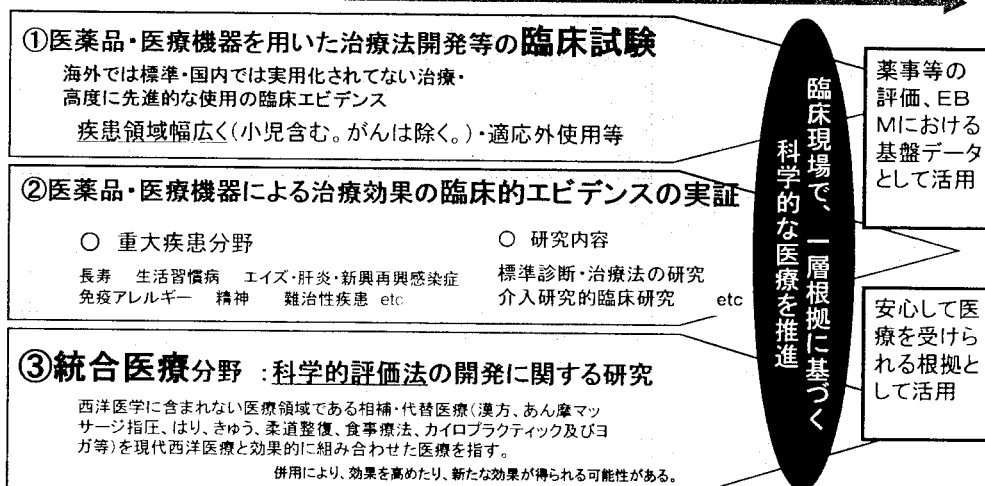 ①医薬品・医療機器を用いた治療法開発等の臨床試験
海外では標準・国内では実用化されてない治療・
高度に先進的な使用の臨床エビデンス
疾患領域幅広く(小児含む。がんは除く。)・適応外使用等
②医薬品・医療機器による治療効果の臨床的エビデンスの実証
○ 重大疾患分野
長寿 生活習慣病 エイズ・肝炎・新興再興感染症
免疫アレルギー 精神 難治性疾患 etc
○ 研究内容
標準診断・治療法の研究
介入研究的臨床研究 etc
③統合医療分野 :科学的評価法の開発に関する研究
西洋医学に含まれない医療領域である相補・代替医療(漢方、あん摩マッ
サージ指圧、はり、きゅう、柔道整復、食事療法、カイロプラクティック及びヨ
ガ等)を現代西洋医療と効果的に組み合わせた医療を指す。
併用により、効果を高めたり、新たな効果が得られる可能性がある。
臨床現場で、一層根拠に基づく
科学的な医療を推進
薬事等の
評価、EB
Mにおける
基盤データ
として活用
安心して医
療を受けら
れる根拠と
して活用